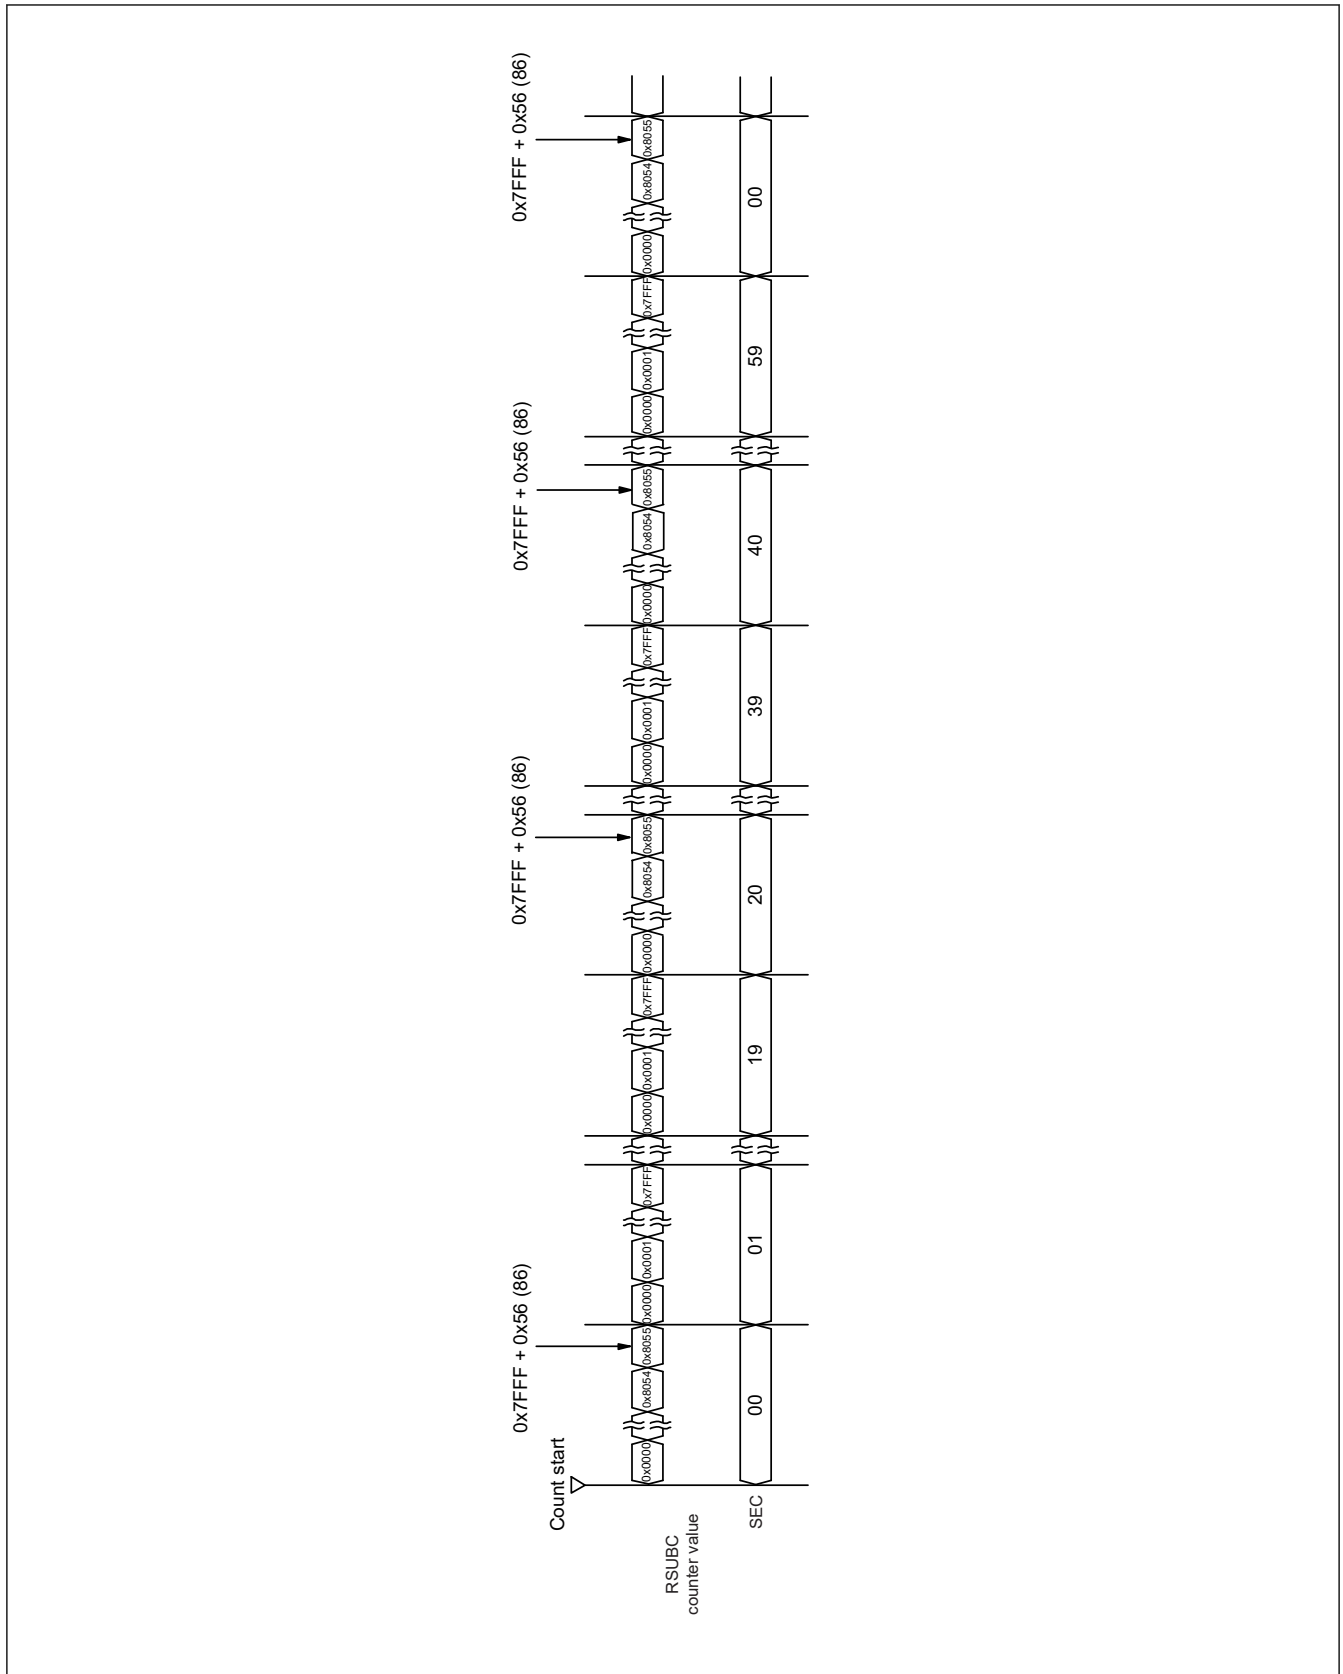 0x7FFF + 0x56 (86) 0x7FFF + 0x56 (86) 0x7FFF + 0x56 (86) 0x7FFF + 0x56 (86)
Count start
0x0000 0x8054 0x8055 0x0000 0x0001 0x7FFF 0x0000 0x0001 0x7FFF 0x0000 0x8054 0x8055 0x0000 0x0001 0x7FFF 0x0000 0x8054 0x8055 0x0000 0x0001 0x7FFF 0x0000 0x8054 0x8055
RSUBC
counter value
SEC 00 01 19 20 39 40 59 00